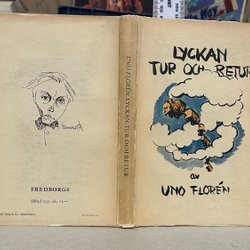 LYCKAN
TUR OCH RETUR
av
UNO FLORÉN
UNO FLORÉN: LYCKAN TUR OCH RETUR
FREDBORGS